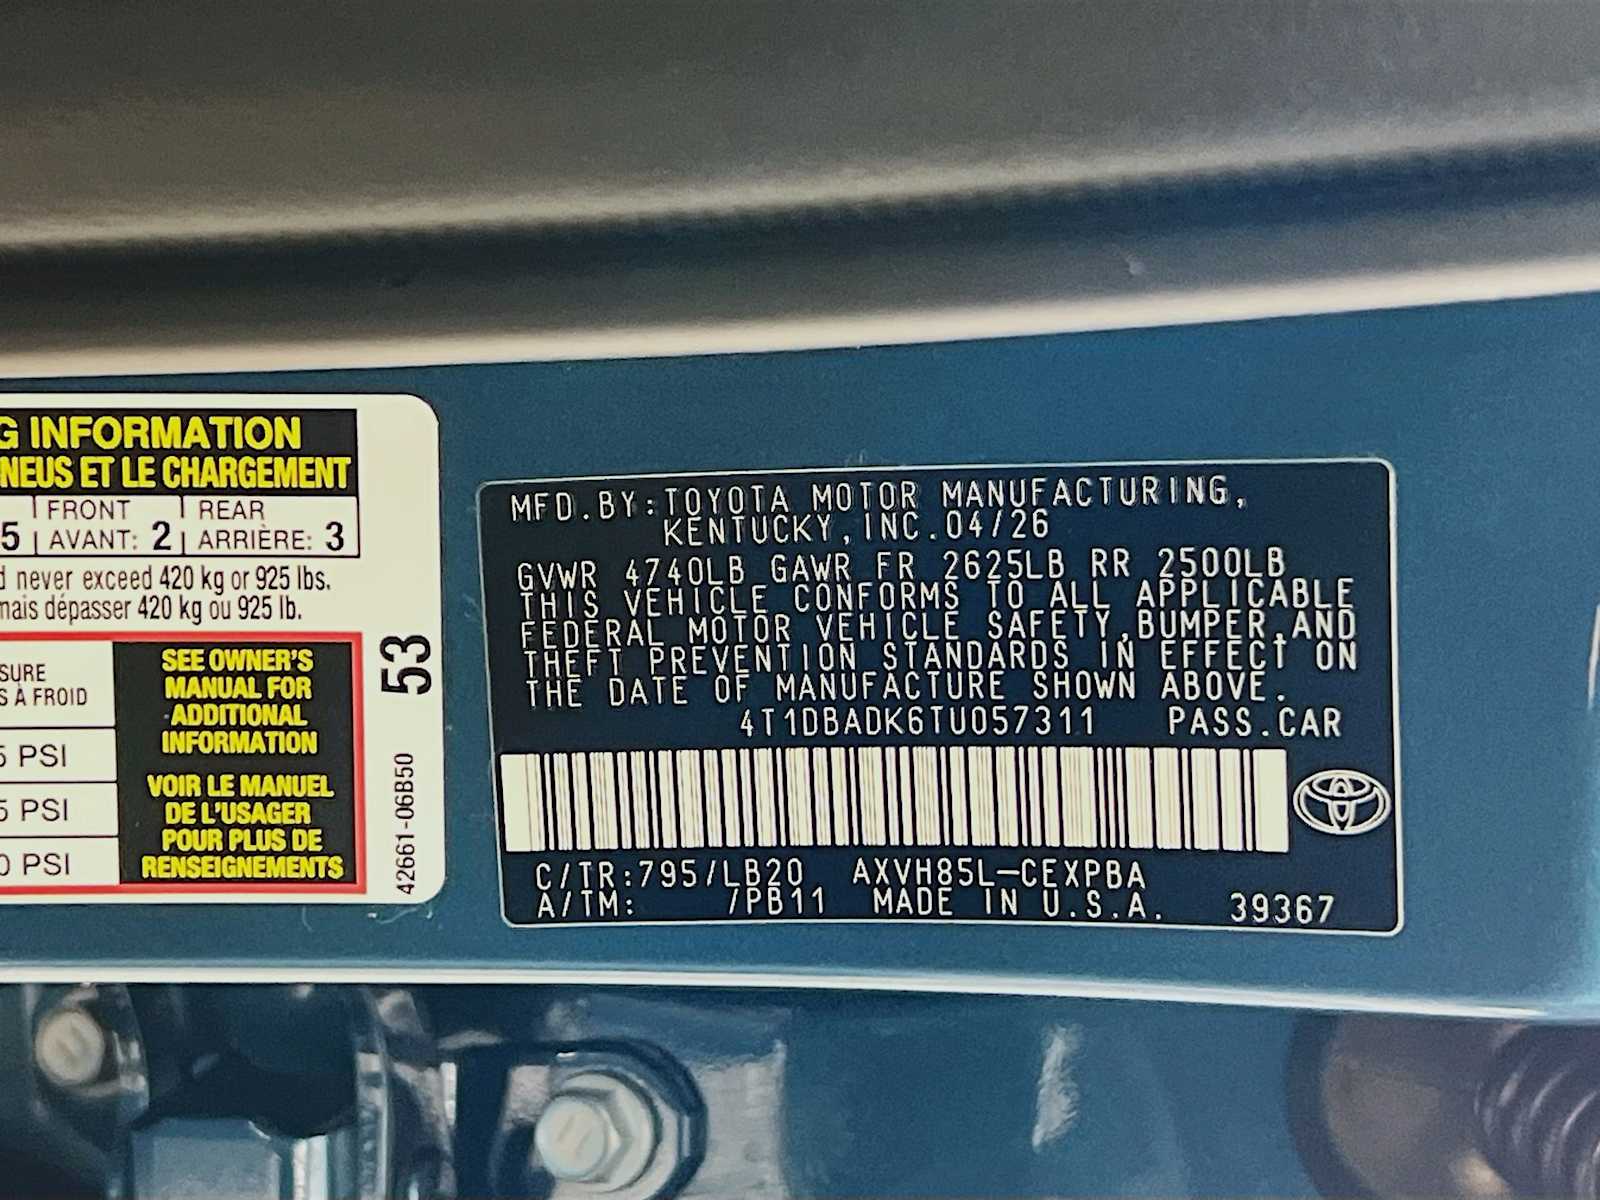 G INFORMATION
NEUS ET LE CHARGEMENT
5 FRONT AVANT: 2 REAR ARRIÈRE: 3
never exceed 420 kg or 925 lbs.
mais dépasser 420 kg ou 925 lb.
SURE
S À FROID
5 PSI
5 PSI
0 PSI
SEE OWNER'S
MANUAL FOR
ADDITIONAL
INFORMATION
VOIR LE MANUEL
DE L'USAGER
POUR PLUS DE
RENSEIGNEMENTS
53
42661-06B50
MFD.BY:TOYOTA MOTOR MANUFACTURING,
KENTUCKY,INC.04/26
GVWR 4740LB GAWR FR 2625LB RR 2500LB
THIS VEHICLE CONFORMS TO ALL APPLICABLE
FEDERAL MOTOR VEHICLE SAFETY,BUMPER,AND
THEFT PREVENTION STANDARDS IN EFFECT ON
THE DATE OF MANUFACTURE SHOWN ABOVE.
4T1DBADK6TU057311 PASS.CAR
C/TR:795/LB20 AXVH85L-CEXPBA
A/TM: /PB11 MADE IN U.S.A. 39367